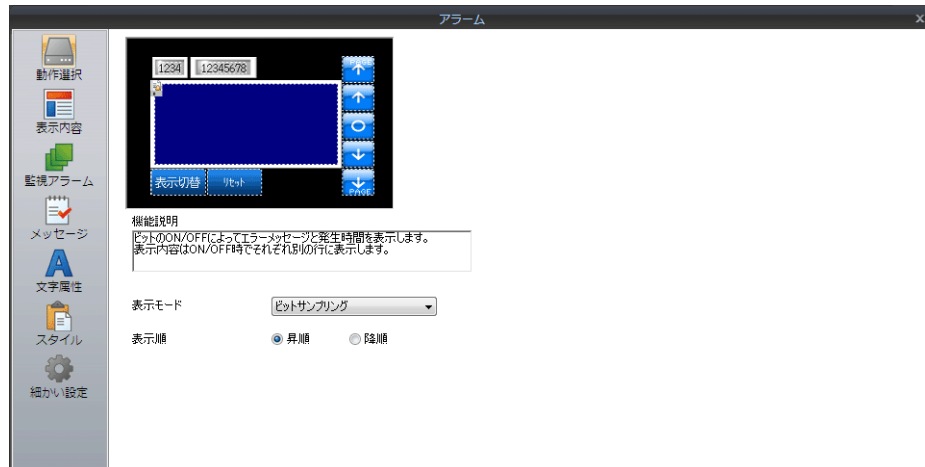 アラーム
x
動作選択
表示内容
監視アラーム
メッセージ
文字属性
スタイル
細かい設定
1234 12345678
表示切替 リセット
PAGE
機能説明
ビットのON/OFFによってエラーメッセージと発生時間を表示します。
表示内容はON/OFF時でそれぞれ別の行に表示します。
表示モード ビットサンプリング
表示順 昇順 降順